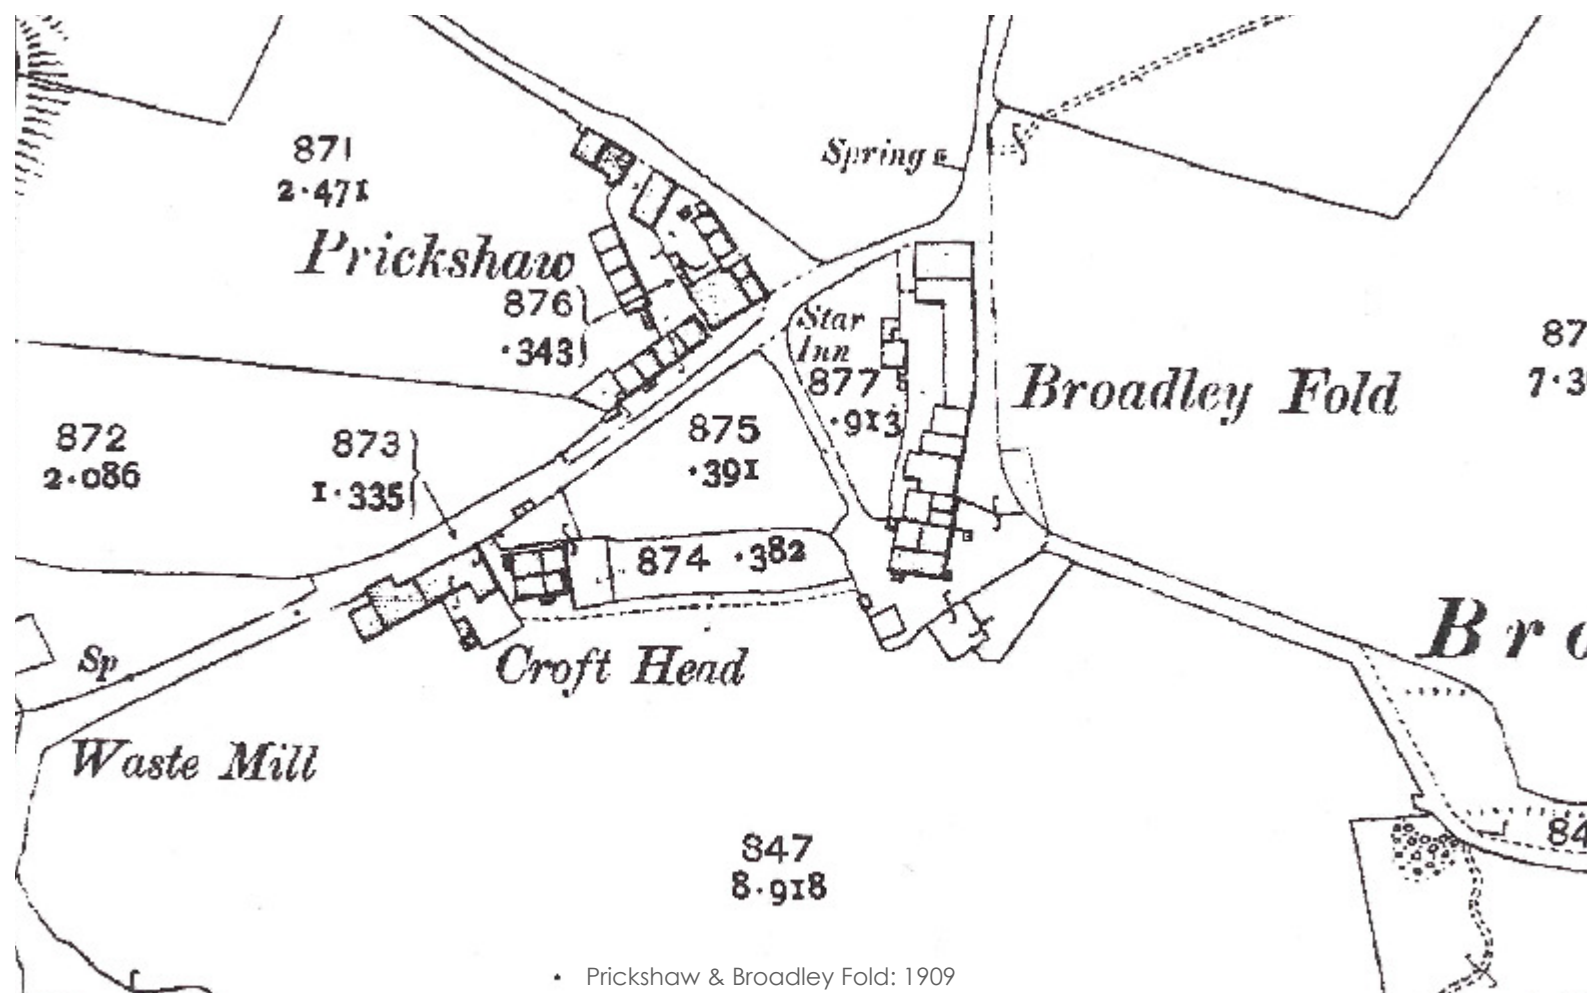 871
2·471
Spring
Prickshaw
876
·343
Star
Inn
877
·913
87
7·3
Broadley Fold
872
2·086
873
1·335
875
·391
874 ·382
Croft Head
Bro
Sp
Waste Mill
847
8·918
84
• Prickshaw & Broadley Fold: 1909